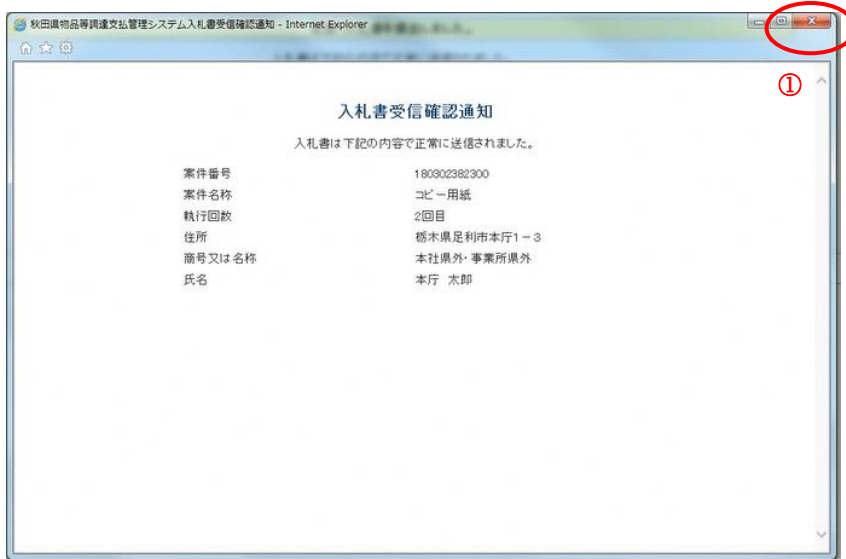 秋田県物品等調達支払管理システム入札書受信確認通知 - Internet Explorer
①
入札書受信確認通知
入札書は下記の内容で正常に送信されました。
案件番号 180302382300
案件名称 コピー用紙
執行回数 2回目
住所 栃木県足利市本庁1－3
商号又は名称 本社県外・事業所県外
氏名 本庁 太郎